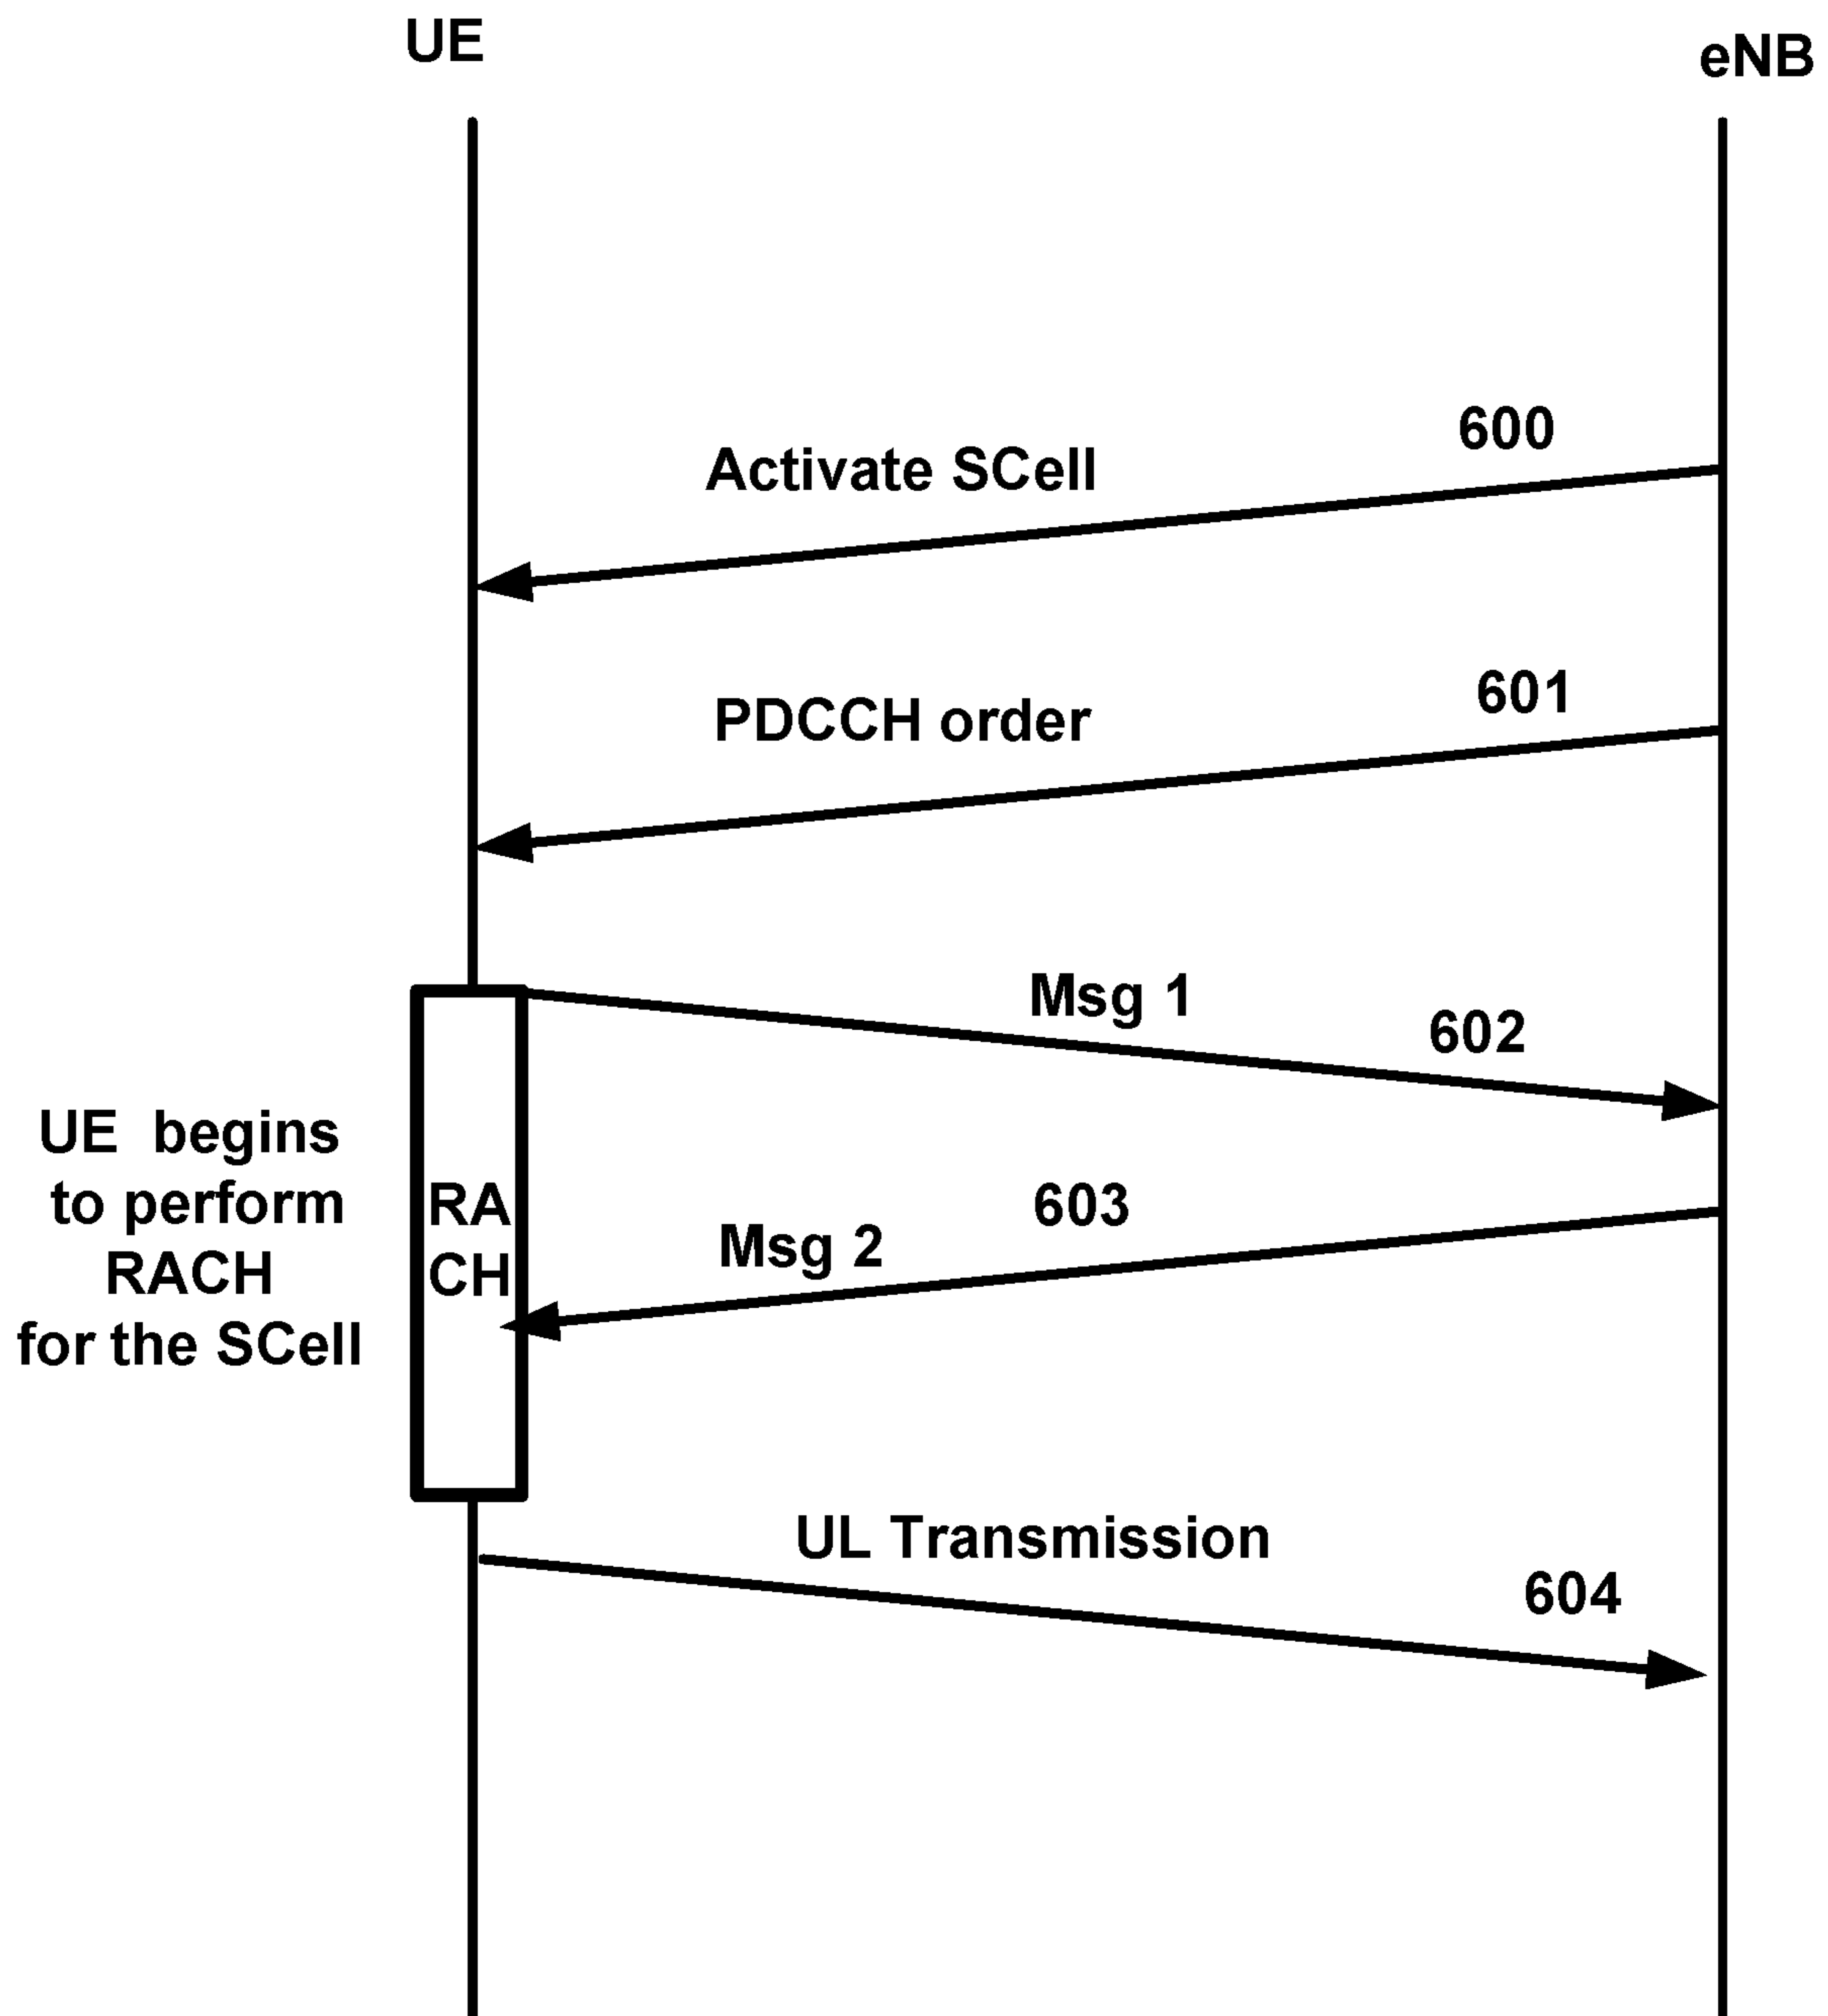 UE
eNB
600
Activate SCell
601
PDCCH order
Msg 1
602
UE begins
to perform
RACH
for the SCell
RA
CH
603
Msg 2
UL Transmission
604